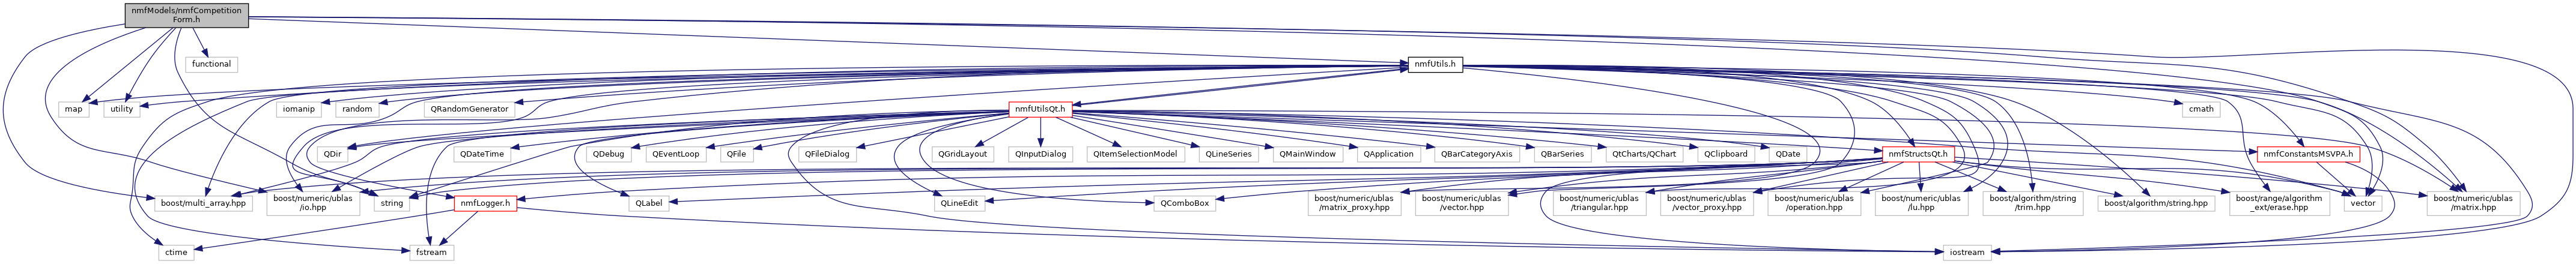 nmfModels/nmfCompetition
Form.h
functional
nmfUtils.h
map
utility
iomanip
random
QRandomGenerator
nmfUtilsQt.h
cmath
QDir
QDateTime
QDebug
QEventLoop
QFile
QFileDialog
QGridLayout
QInputDialog
QItemSelectionModel
QLineSeries
QMainWindow
QApplication
QBarCategoryAxis
QBarSeries
QtCharts/QChart
QClipboard
QDate
nmfStructsQt.h
nmfConstantsMSVPA.h
boost/multi_array.hpp
boost/numeric/ublas
/io.hpp
string
nmfLogger.h
QLabel
QLineEdit
QComboBox
boost/numeric/ublas
/matrix_proxy.hpp
boost/numeric/ublas
/vector.hpp
boost/numeric/ublas
/triangular.hpp
boost/numeric/ublas
/vector_proxy.hpp
boost/numeric/ublas
/operation.hpp
boost/numeric/ublas
/lu.hpp
boost/algorithm/string
/trim.hpp
boost/algorithm/string.hpp
boost/range/algorithm
_ext/erase.hpp
vector
boost/numeric/ublas
/matrix.hpp
ctime
fstream
iostream